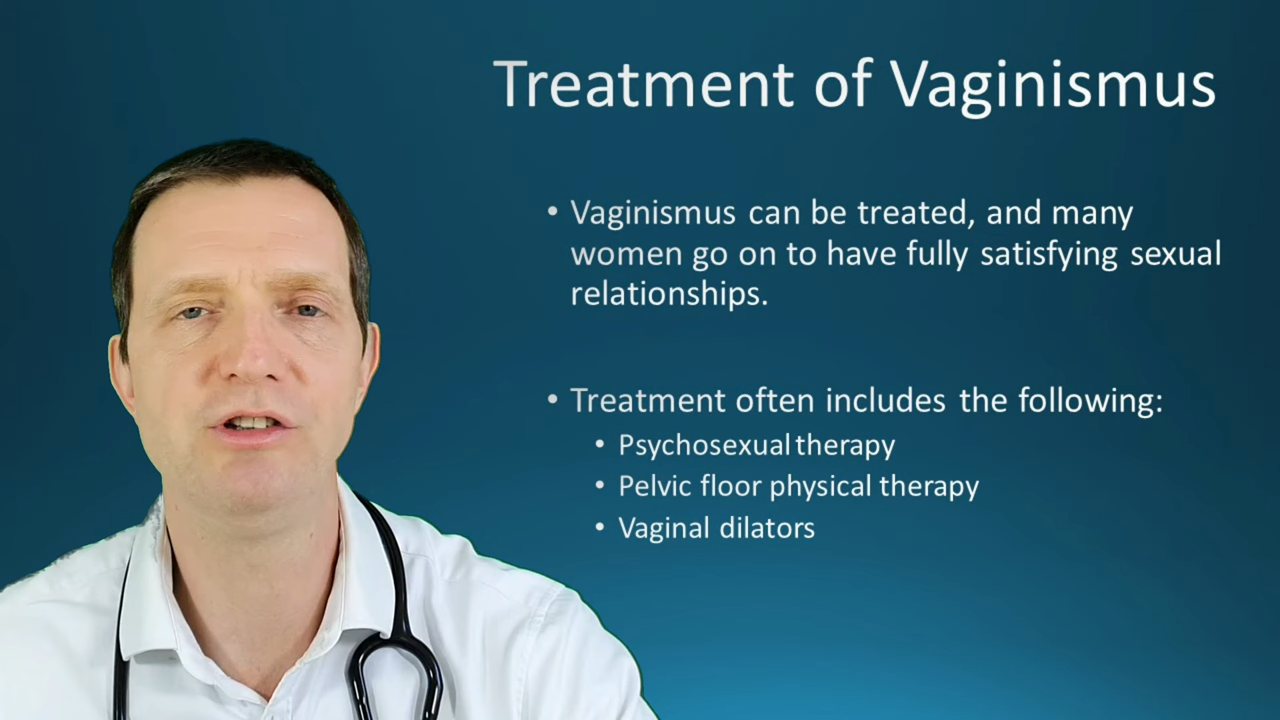 Treatment of Vaginismus
• Vaginismus can be treated, and many
women go on to have fully satisfying sexual
relationships.
• Treatment often includes the following:
• Psychosexual therapy
• Pelvic floor physical therapy
• Vaginal dilators